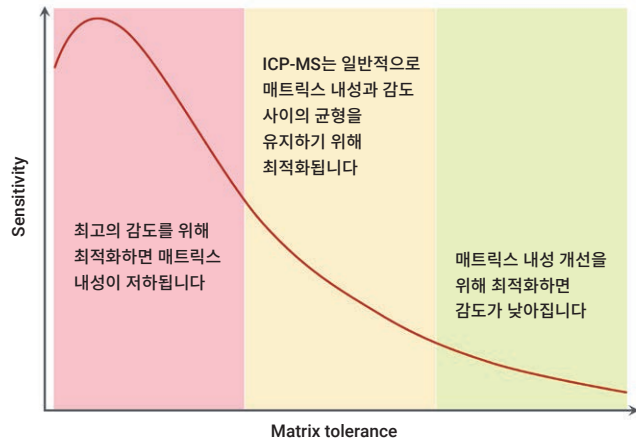 ICP-MS는 일반적으로
매트릭스 내성과 감도
사이의 균형을
유지하기 위해
최적화됩니다
Sensitivity
최고의 감도를 위해
최적화하면 매트릭스
내성이 저하됩니다
매트릭스 내성 개선을
위해 최적화하면
감도가 낮아집니다
Matrix tolerance